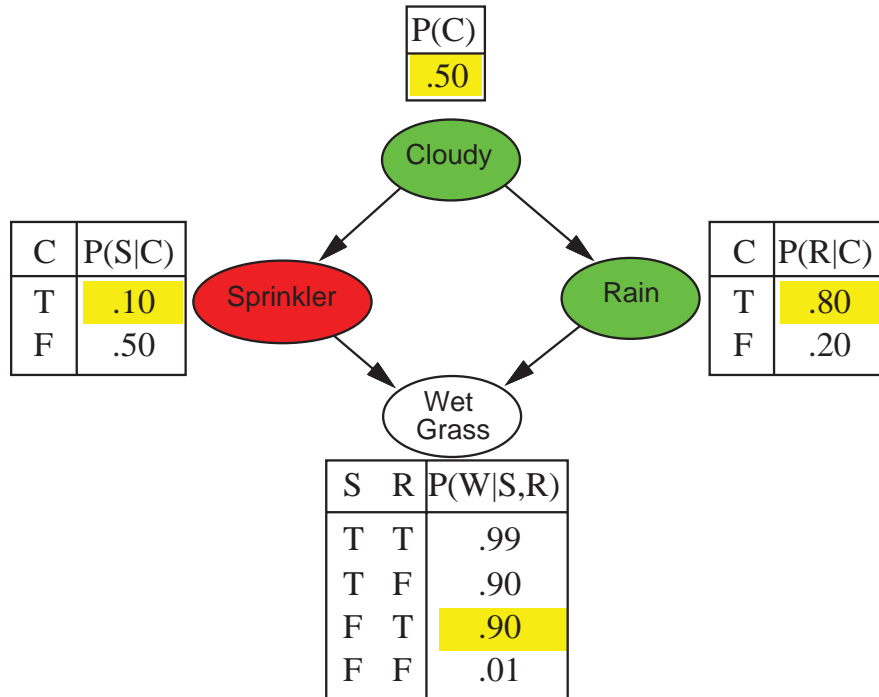 P(C)
.50
Cloudy
C P(S|C)
T .10
F .50
Sprinkler
Rain
C P(R|C)
T .80
F .20
Wet
Grass
S R P(W|S,R)
T T .99
T F .90
F T .90
F F .01